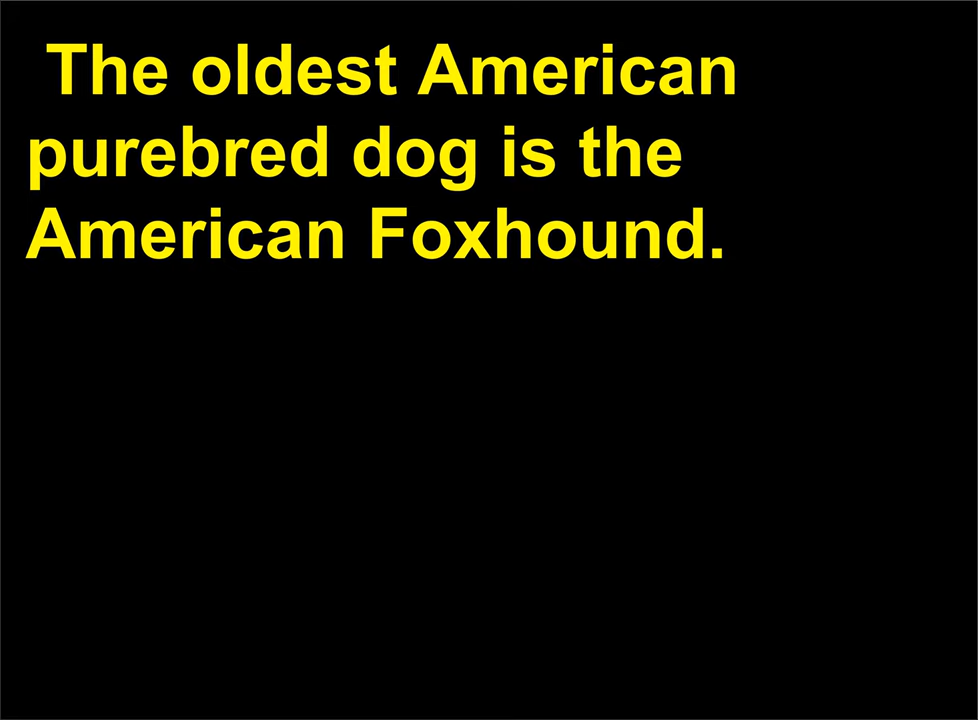 The oldest American
purebred dog is the
American Foxhound.